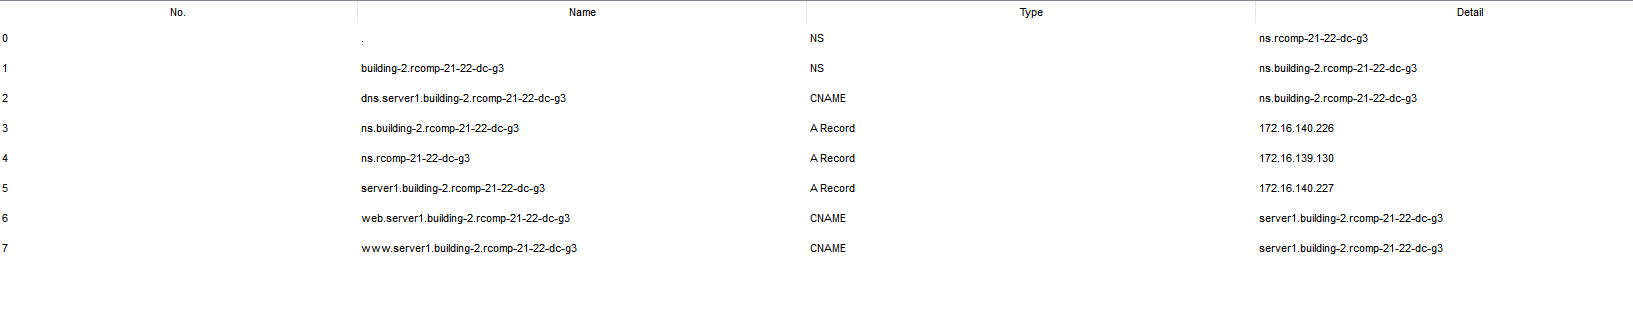 No. Name Type Detail
0 . NS ns.rcomp-21-22-dc-g3
1 building-2.rcomp-21-22-dc-g3 NS ns.building-2.rcomp-21-22-dc-g3
2 dns.server1.building-2.rcomp-21-22-dc-g3 CNAME ns.building-2.rcomp-21-22-dc-g3
3 ns.building-2.rcomp-21-22-dc-g3 A Record 172.16.140.226
4 ns.rcomp-21-22-dc-g3 A Record 172.16.139.130
5 server1.building-2.rcomp-21-22-dc-g3 A Record 172.16.140.227
6 web.server1.building-2.rcomp-21-22-dc-g3 CNAME server1.building-2.rcomp-21-22-dc-g3
7 www.server1.building-2.rcomp-21-22-dc-g3 CNAME server1.building-2.rcomp-21-22-dc-g3